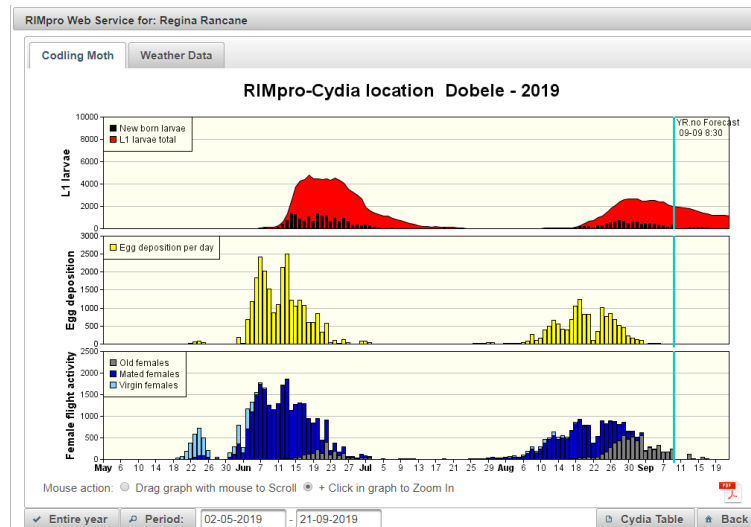 RIMpro Web Service for: Regina Rancane
Codling Moth Weather Data
RIMpro-Cydia location Dobele - 2019
YR.no Forecast
09-09 8:30
New born larvae
L1 larvae total
L1 larvae
10000
8000
6000
4000
2000
0
Egg deposition per day
Egg deposition
3000
2500
2000
1500
1000
500
0
Old females
Mated females
Virgin females
Female flight activity
2500
2000
1500
1000
500
0
May 6 10 14 18 22 26 30 Jun 7 11 15 19 23 27 Jul 5 9 13 17 21 25 29 Aug 6 10 14 18 22 26 30 Sep 7 11 15 19
Mouse action: Drag graph with mouse to Scroll + Click in graph to Zoom In
PDF
Entire year Period: 02-05-2019 - 21-09-2019 Cydia Table Back